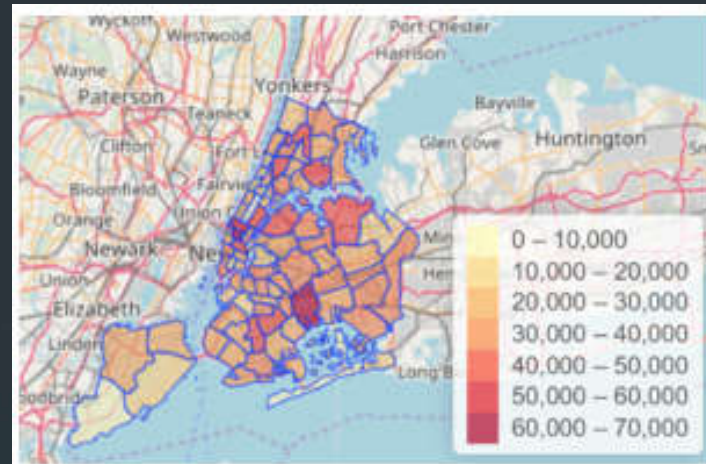 Wyckoff
Port Chester
Westwood
Harrison
Wayne
Yonkers
Paterson
Teaneck
Bayville
Clifton
Glen Cove
Huntington
Fort L
Bloomfield
Fairvie
Orange
Union
Newark
Ne
Union
Elizabeth
Linden
Long B
0 – 10,000
10,000 – 20,000
20,000 – 30,000
30,000 – 40,000
40,000 – 50,000
50,000 – 60,000
60,000 – 70,000